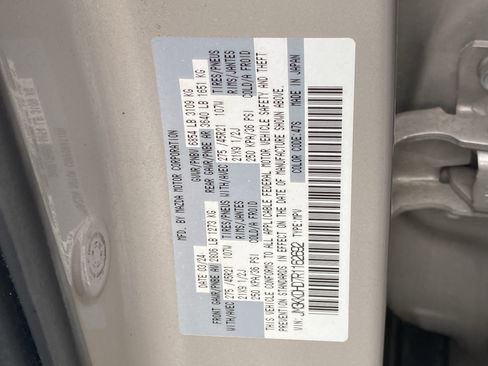 MFD. BY MAZDA MOTOR CORPORATION
DATE 03/24 GVWR/PNBV 6854 LB 3109 KG
FRONT GAWR/PNBE AV 2806 LB 1273 KG REAR GAWR/PNBE AR 3640 LB 1651 KG
WITH/AVEC 275 /45R21 107W TIRES/PNEUS WITH/AVEC 275 /45R21 107W TIRES/PNEUS
21X9 1/2J RIMS/JANTES 21X9 1/2J RIMS/JANTES
250 KPA/36 PSI COLD/A FROID 250 KPA/36 PSI COLD/A FROID
THIS VEHICLE CONFORMS TO ALL APPLICABLE FEDERAL MOTOR VEHICLE SAFETY AND THEFT
PREVENTION STANDARDS IN EFFECT ON THE DATE OF MANUFACTURE SHOWN ABOVE.
VIN: TYPE:MPV COLOR CODE:47S MADE IN JAPAN